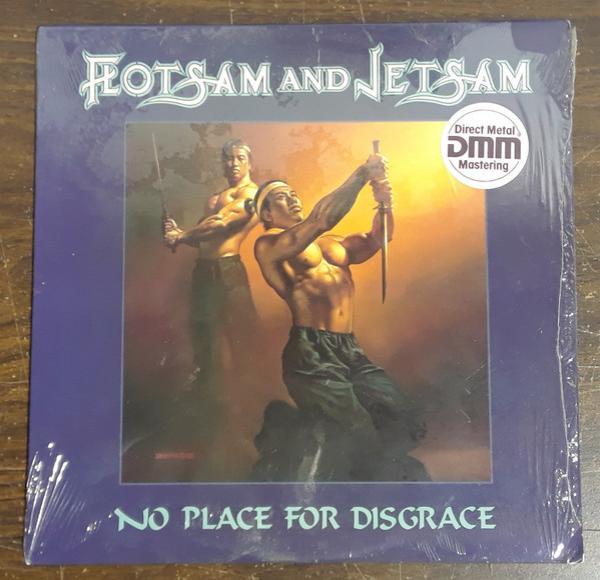 FLOTSAM AND JETSAM
Direct Metal
DMM
Mastering
NO PLACE FOR DISGRACE